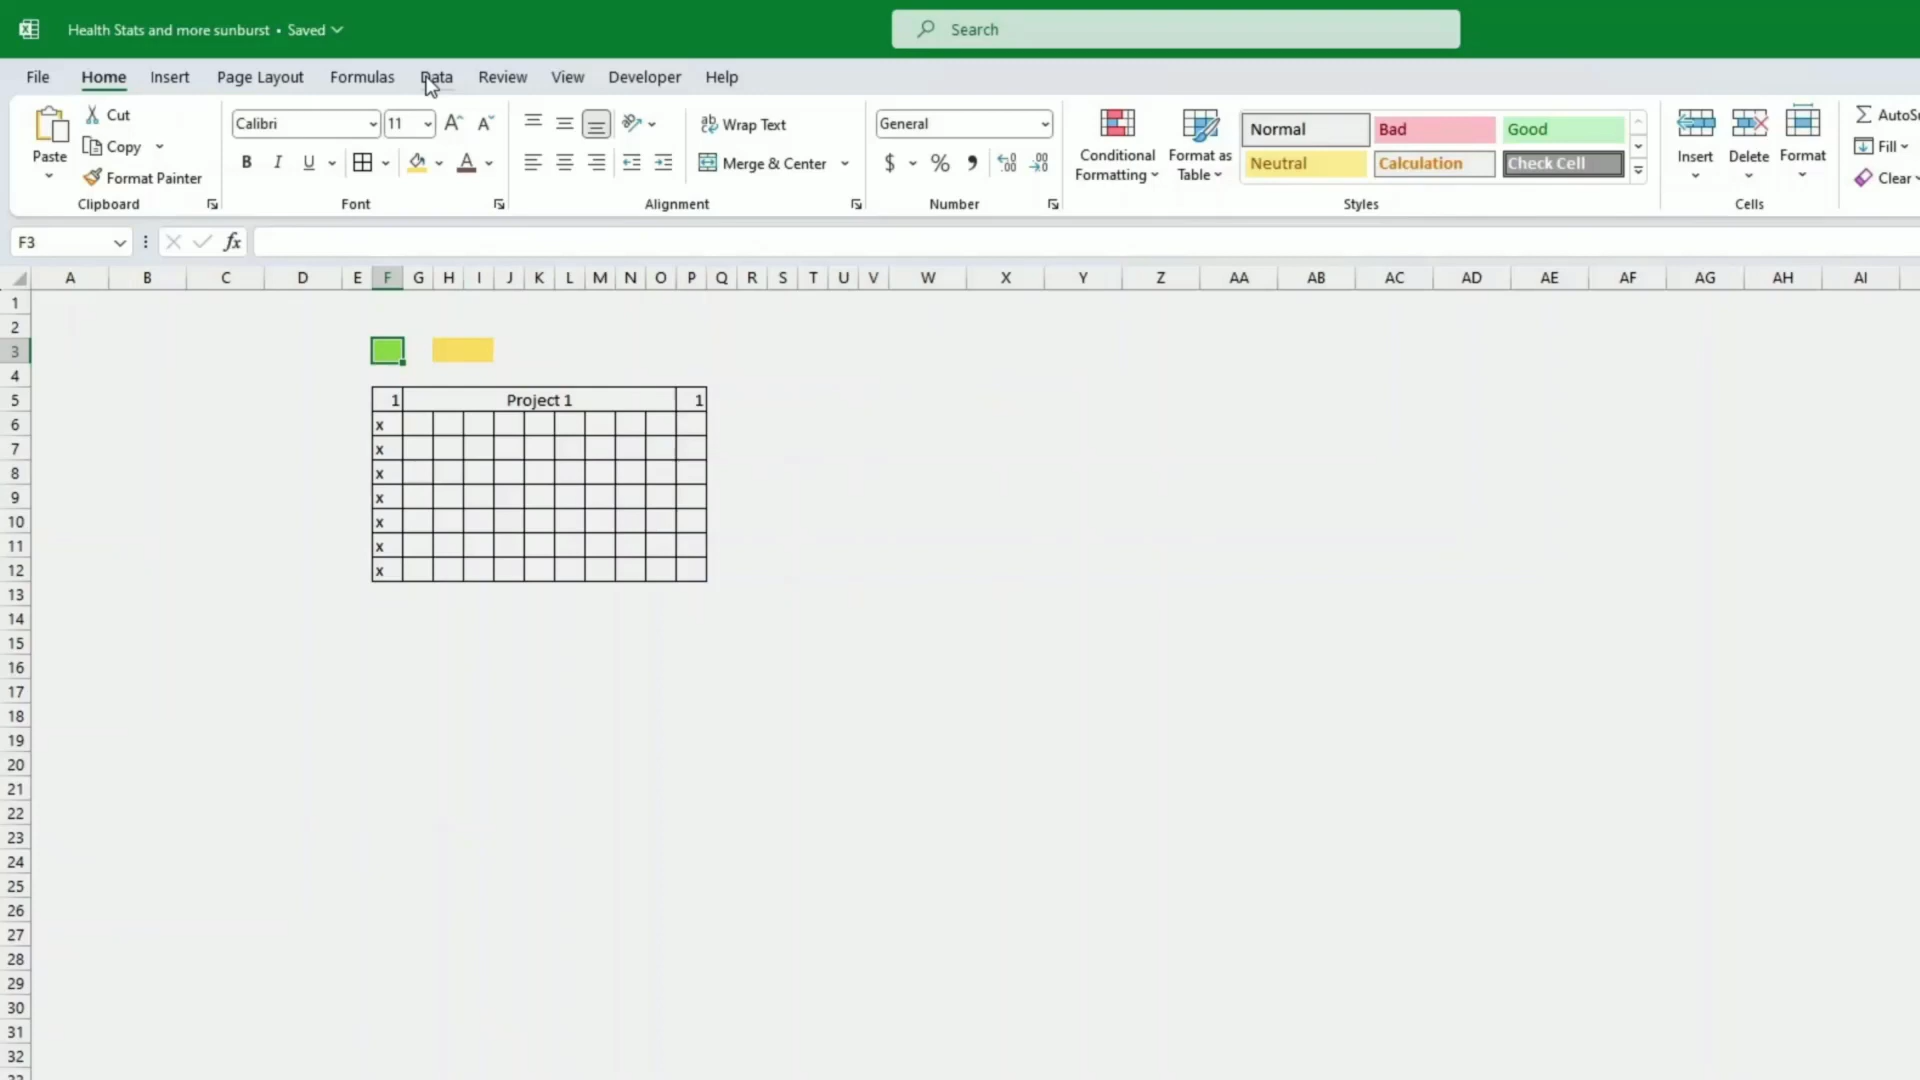 Health Stats and more sunburst • Saved
Search
File Home Insert Page Layout Formulas Data Review View Developer Help
Paste
Cut
Copy
Format Painter
Clipboard
Calibri 11
B I U
Font
Wrap Text
Merge & Center
Alignment
General
$ % ,
Number
Conditional Formatting
Format as Table
Normal Bad Good
Neutral Calculation Check Cell
Styles
Insert Delete Format
Cells
Fill
Clear
F3 fx
A B C D E F G H I J K L M N O P Q R S T U V W X Y Z AA AB AC AD AE AF AG AH AI
1
2
3
4
5 1 Project 1 1
6 x
7 x
8 x
9 x
10 x
11 x
12 x
13
14
15
16
17
18
19
20
21
22
23
24
25
26
27
28
29
30
31
32